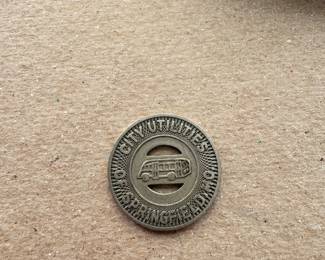 CITY UTILITIES
OF SPRINGFIELD, MO.